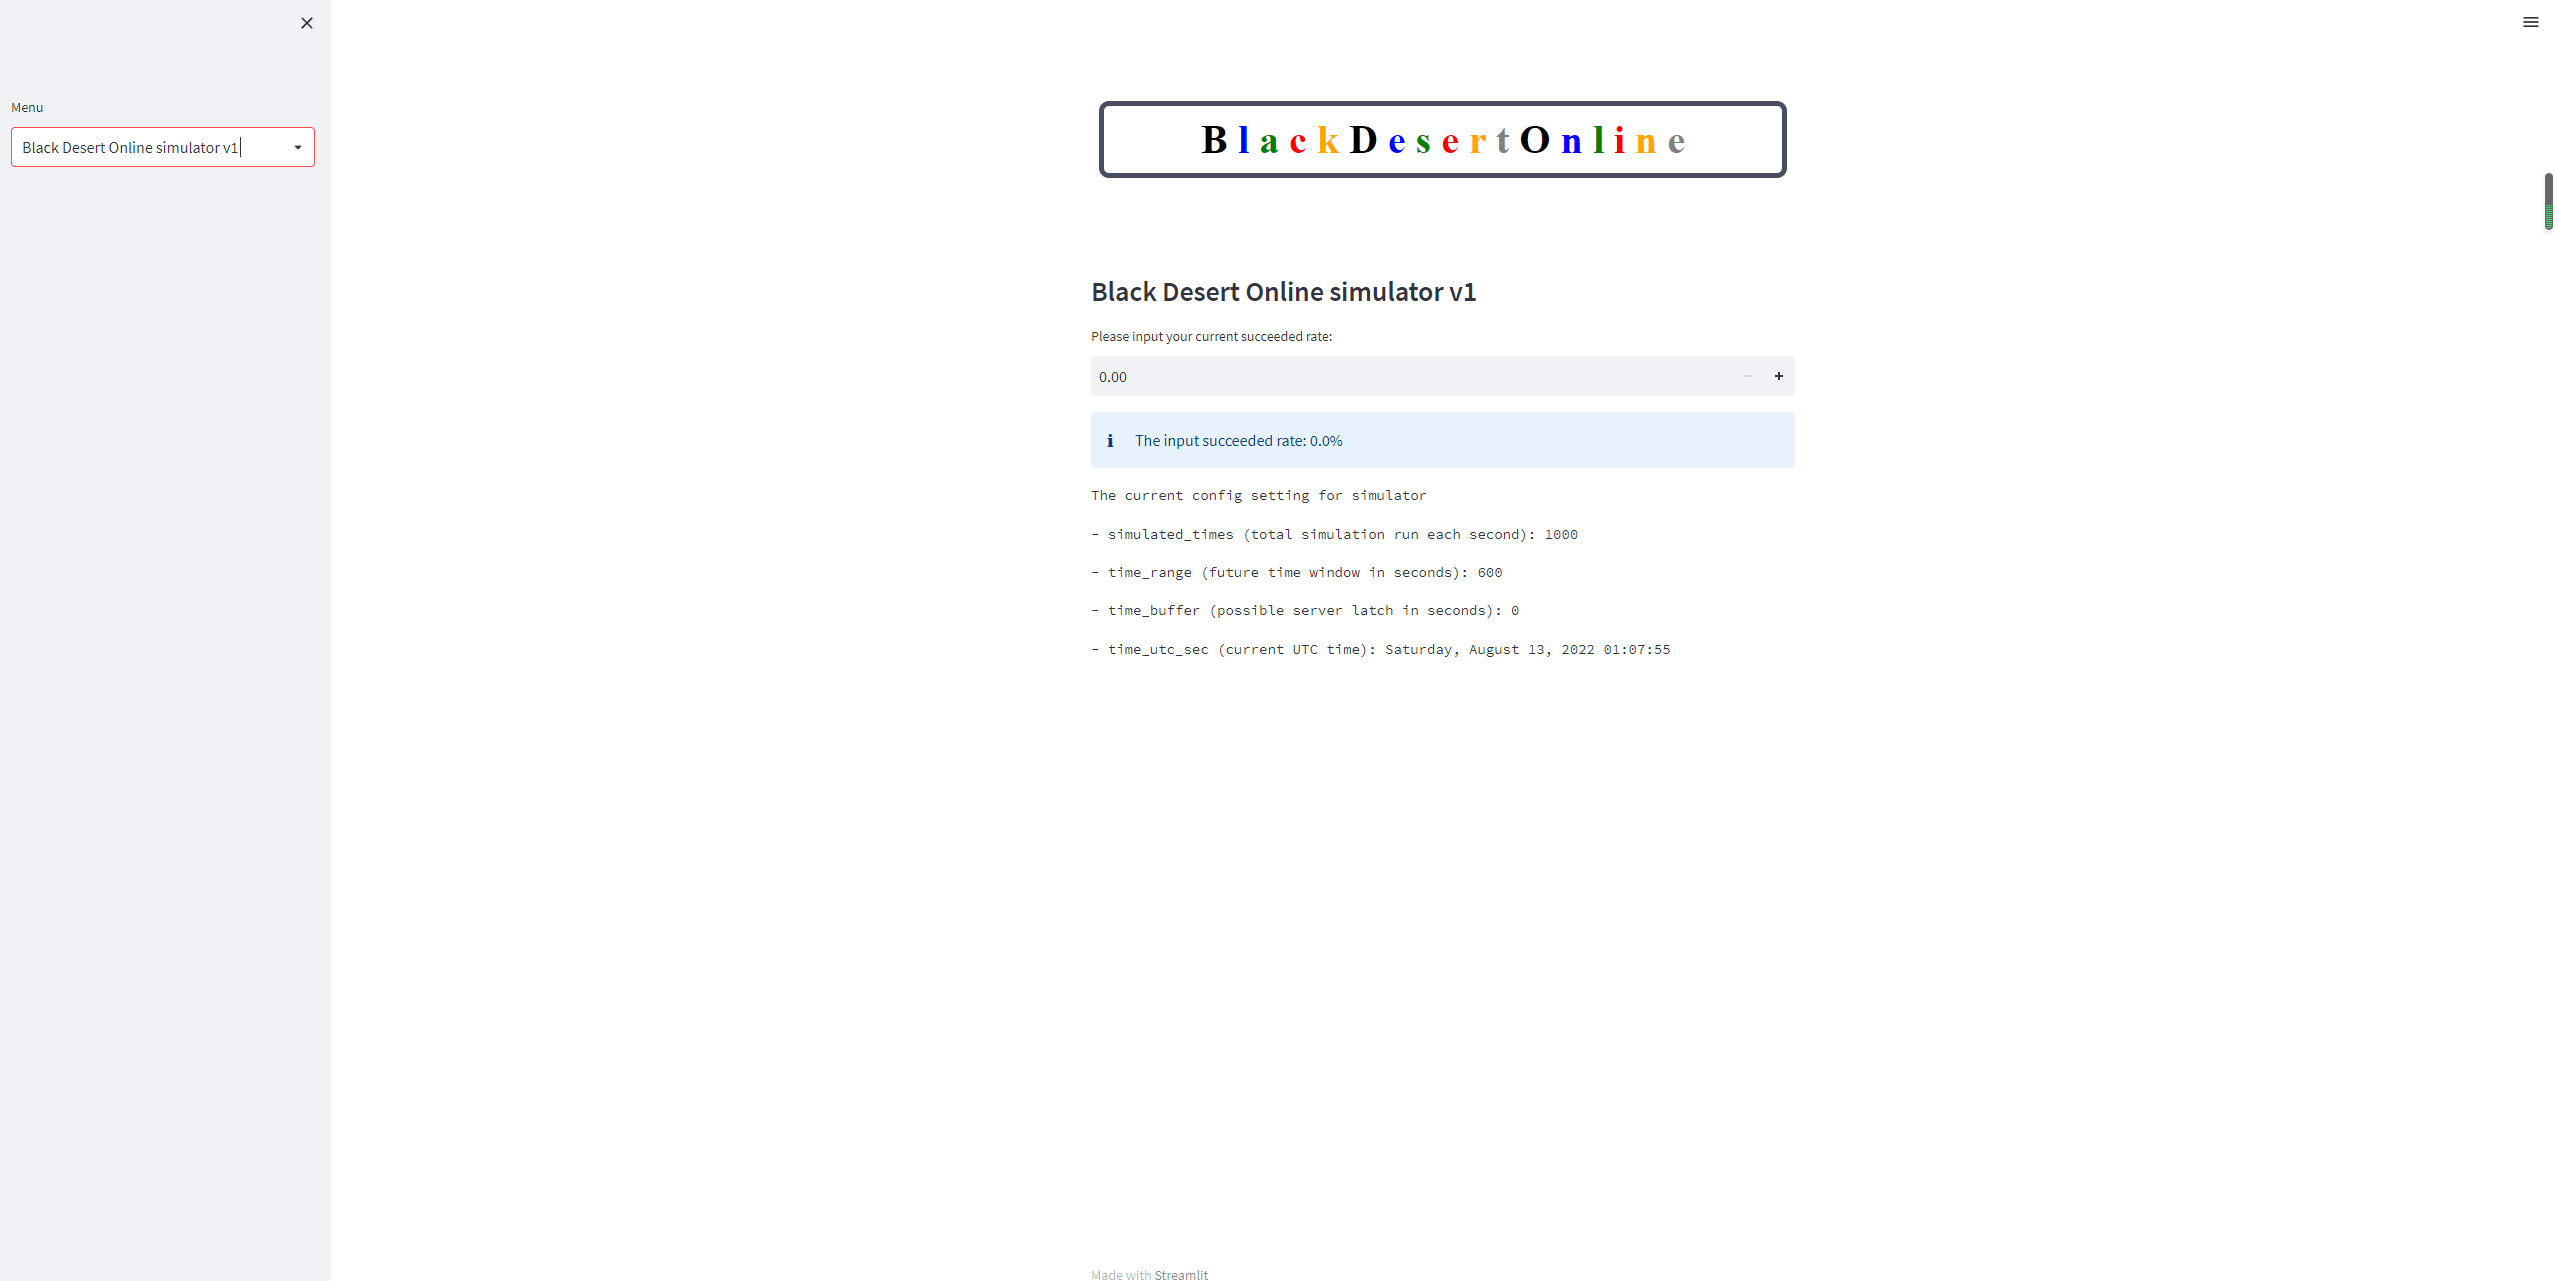 Menu
Black Desert Online simulator v1
BlackDesertOnline
Black Desert Online simulator v1
Please input your current succeeded rate:
0.00
The input succeeded rate: 0.0%
The current config setting for simulator
- simulated_times (total simulation run each second): 1000
- time_range (future time window in seconds): 600
- time_buffer (possible server latch in seconds): 0
- time_utc_sec (current UTC time): Saturday, August 13, 2022 01:07:55
Made with Streamlit